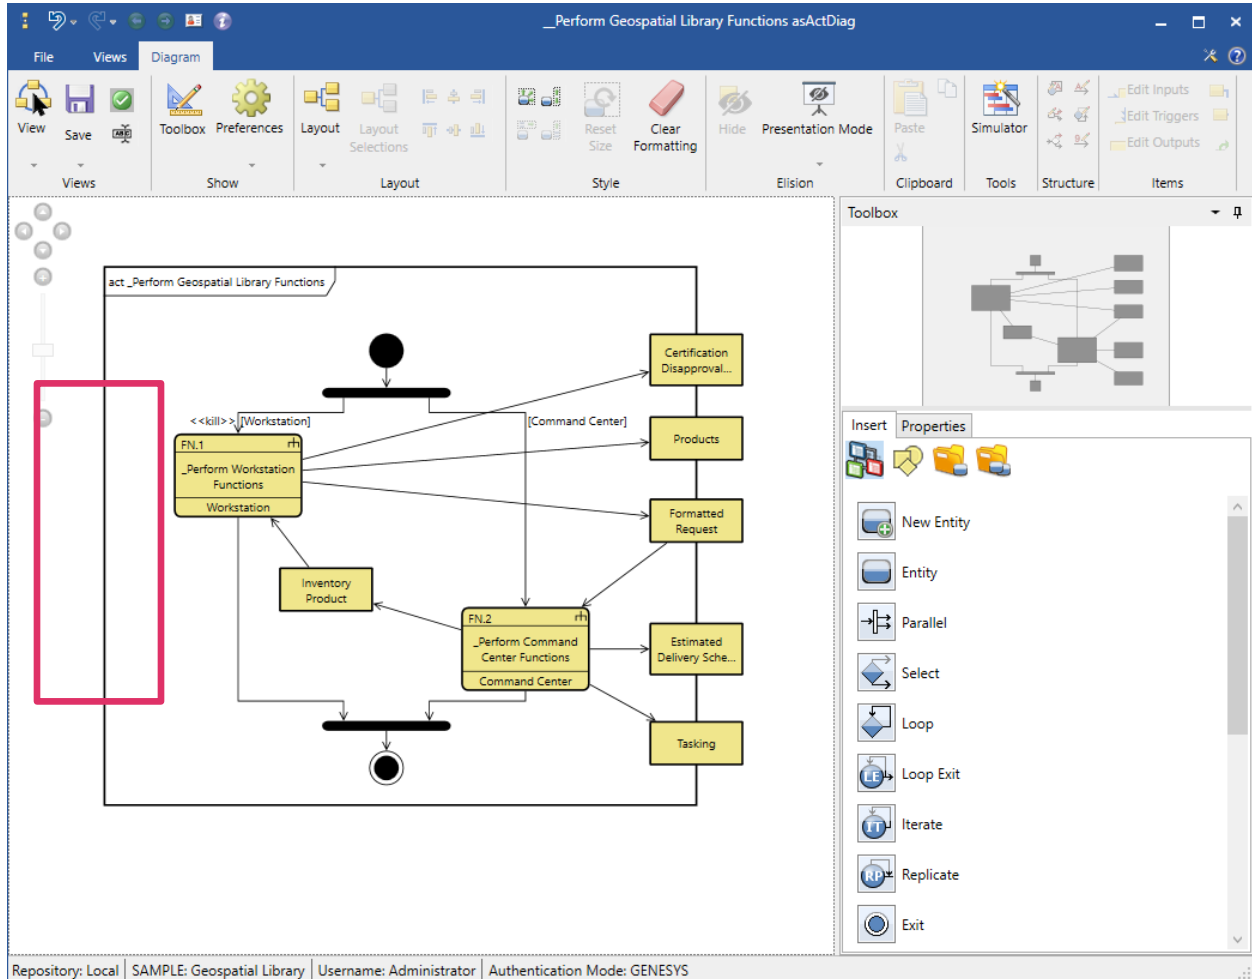 __Perform Geospatial Library Functions asActDiag
File Views Diagram
View Save Toolbox Preferences Layout Layout Selections Reset Size Clear Formatting Hide Presentation Mode Paste Simulator Edit Inputs
Edit Triggers
Edit Outputs
Views Show Layout Style Elision Clipboard Tools Structure Items
act _Perform Geospatial Library Functions
Certification
Disapproval...
<<kill>> [Workstation]
[Command Center]
Products
FN.1
_Perform Workstation
Functions
Workstation
Formatted
Request
Inventory
Product
FN.2
_Perform Command
Center Functions
Command Center
Estimated
Delivery Sche...
Tasking
Toolbox
Insert Properties
New Entity
Entity
Parallel
Select
Loop
LE Loop Exit
IT Iterate
RP Replicate
Exit
Repository: Local SAMPLE: Geospatial Library Username: Administrator Authentication Mode: GENESYS